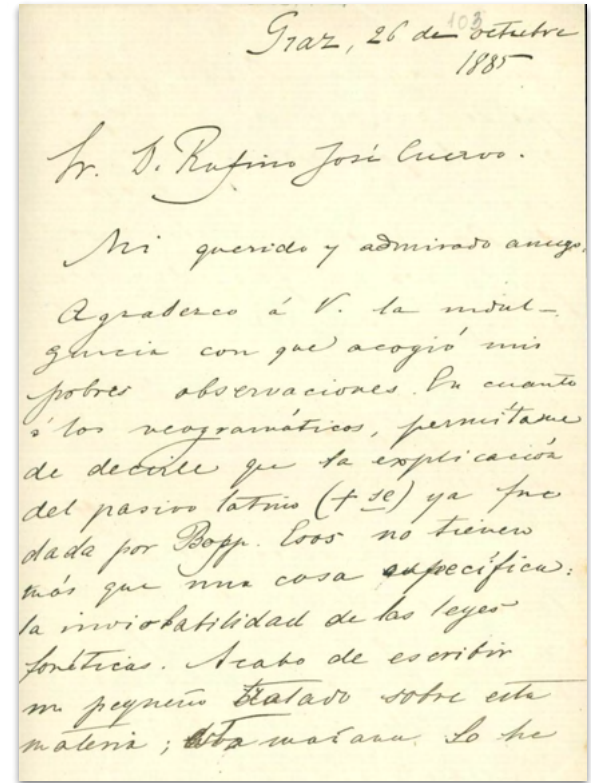 103
Graz, 26 de octubre
1885
Sr. D. Rufino José Cuervo.
Mi querido y admirado amigo,
Agradezco á V. la indul-
gencia con que acogió mis
pobres observaciones. En cuanto
á los neogramáticos, permítame
de decirle que la explicación
del pasivo latino (+ se) ya fue
dada por Bopp. Esos no tienen
más que una cosa específica:
la inviolabilidad de las leyes
fonéticas. Acabo de escribir
un pequeño tratado sobre esta
materia; esta mañana lo he